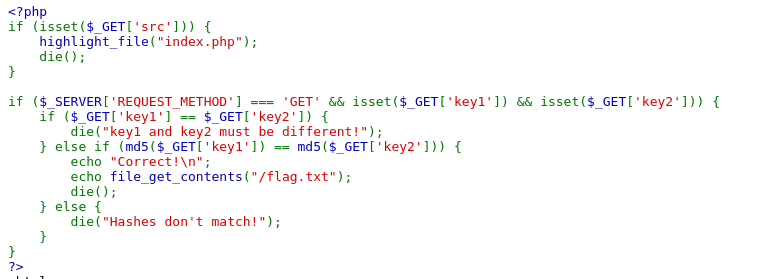 <?php
if (isset($_GET['src'])) {
    highlight_file("index.php");
    die();
}

if ($_SERVER['REQUEST_METHOD'] === 'GET' && isset($_GET['key1']) && isset($_GET['key2'])) {
    if ($_GET['key1'] == $_GET['key2']) {
        die("key1 and key2 must be different!");
    } else if (md5($_GET['key1']) == md5($_GET['key2'])) {
        echo "Correct!\n";
        echo file_get_contents("/flag.txt");
        die();
    } else {
        die("Hashes don't match!");
    }
}
?>